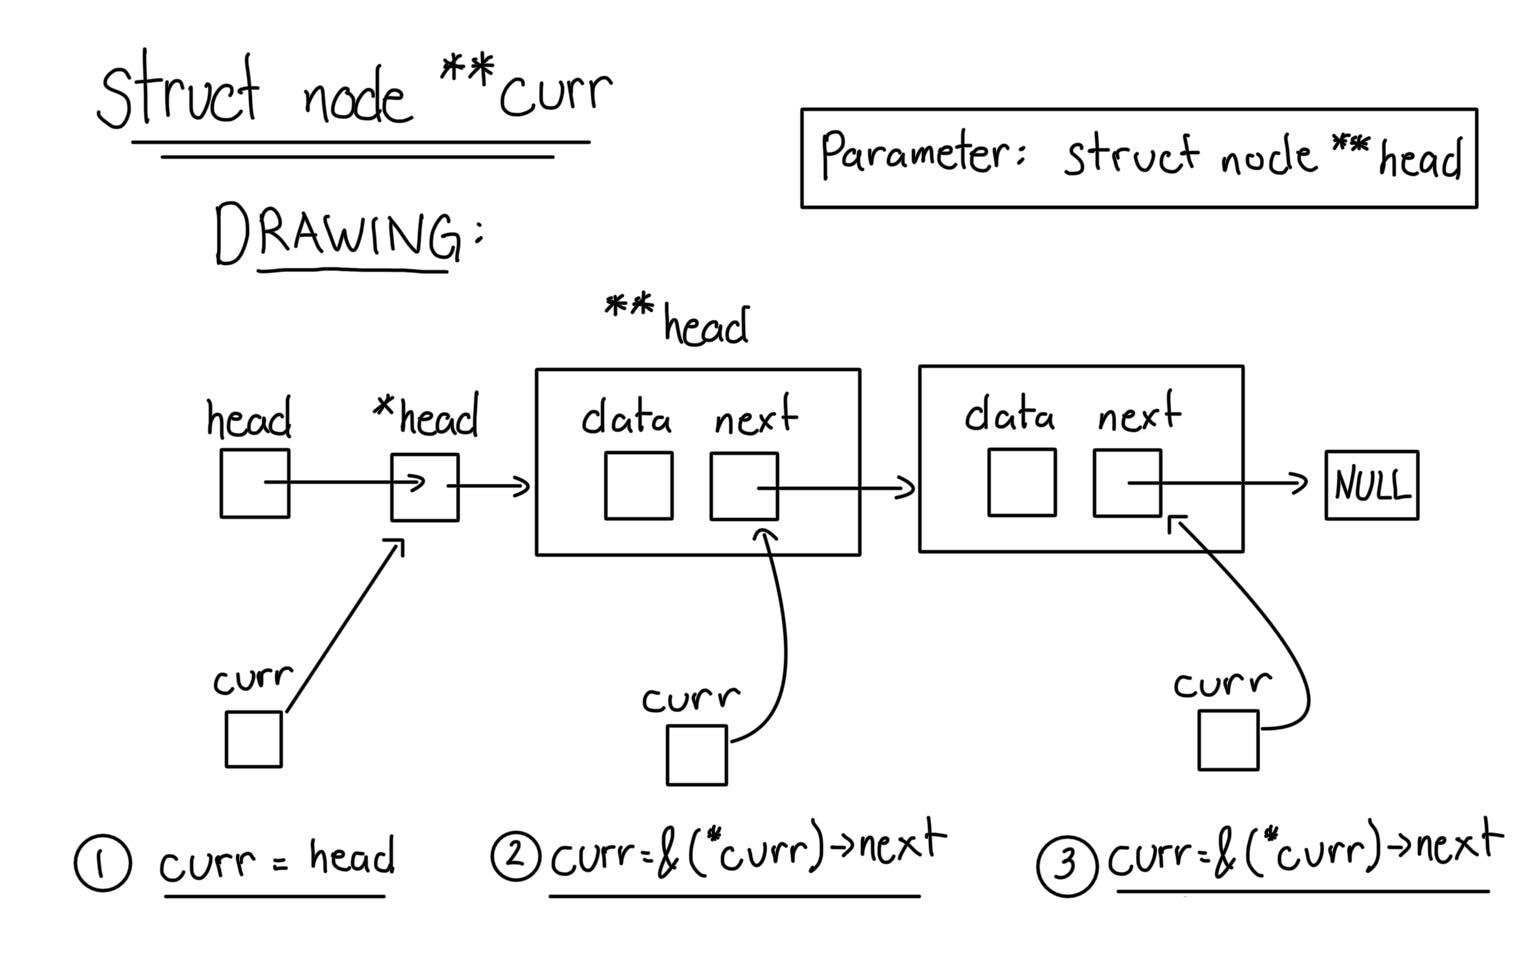 Struct node **curr
Parameter: struct node **head
DRAWING:
**head
head *head data next data next
NULL
curr curr curr
① curr = head ② curr=&(*curr)→next ③ curr=&(*curr)→next